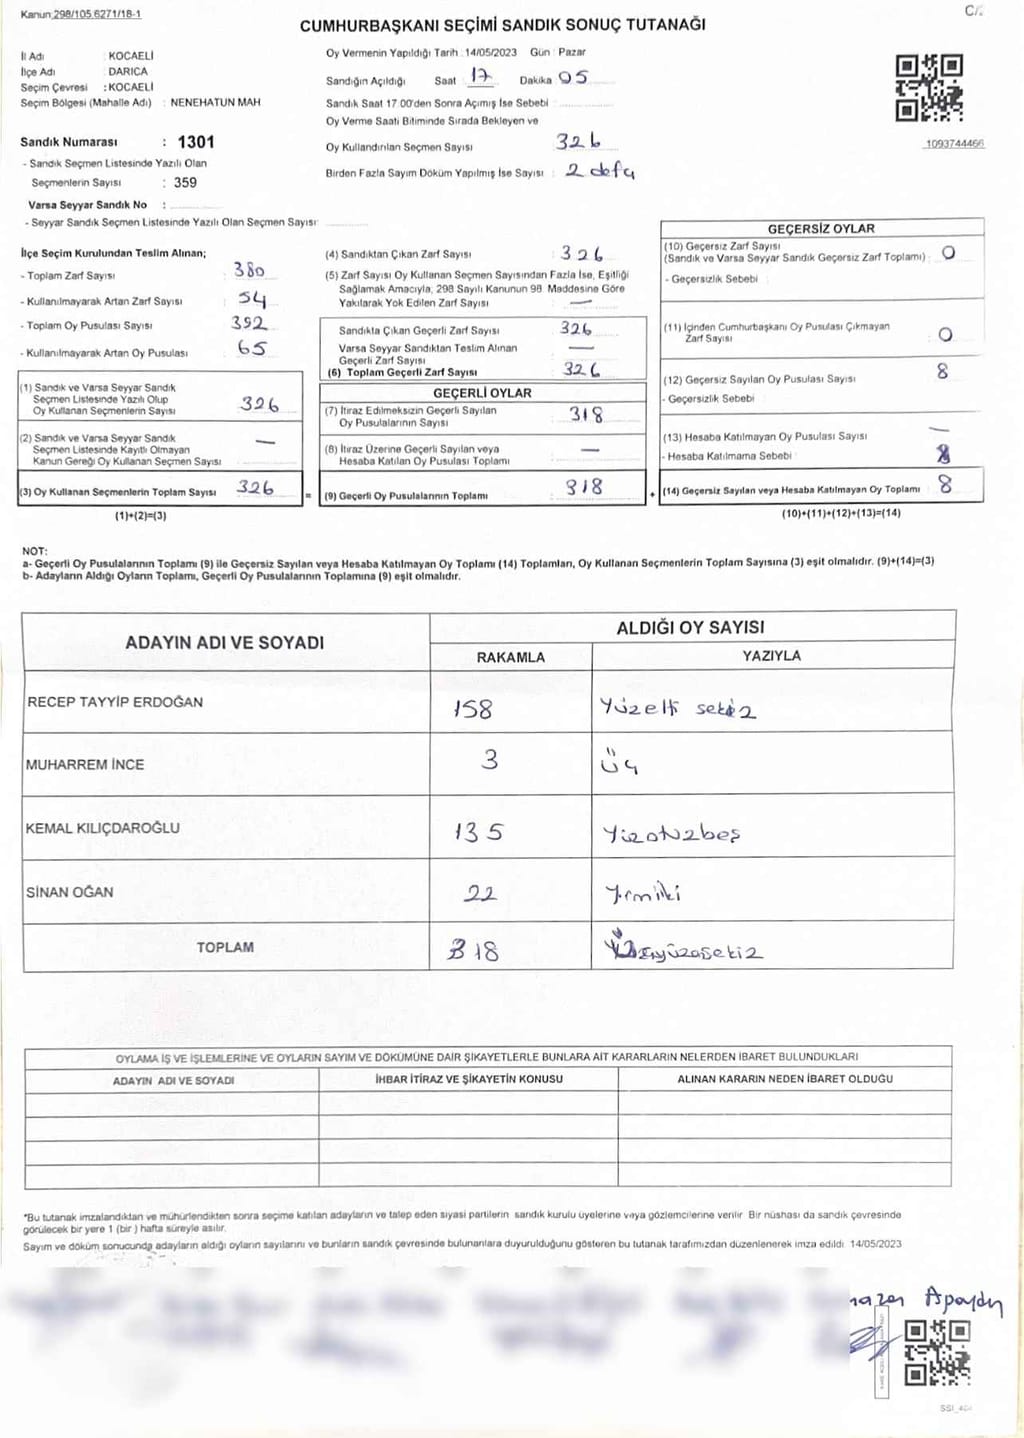 Kanun;298/105,6271/18-1
CUMHURBAŞKANI SEÇİMİ SANDIK SONUÇ TUTANAĞI
İl Adı : KOCAELİ
İlçe Adı : DARICA
Seçim Çevresi : KOCAELİ
Seçim Bölgesi (Mahalle Adı) : NENEHATUN MAH
Sandık Numarası : 1301
- Sandık Seçmen Listesinde Yazılı Olan
Seçmenlerin Sayısı : 359
Varsa Seyyar Sandık No :
- Seyyar Sandık Seçmen Listesinde Yazılı Olan Seçmen Sayısı:
Oy Vermenin Yapıldığı Tarih : 14/05/2023 Gün : Pazar
Sandığın Açıldığı Saat 17 Dakika 05
Sandık Saat 17.00'den Sonra Açımış İse Sebebi :
Oy Verme Saati Bitiminde Sırada Bekleyen ve
Oy Kullandırılan Seçmen Sayısı 326
Birden Fazla Sayım Döküm Yapılmış İse Sayısı : 2 defa
1093744466
İlçe Seçim Kurulundan Teslim Alınan;
- Toplam Zarf Sayısı : 380
- Kullanılmayarak Artan Zarf Sayısı : 54
- Toplam Oy Pusulası Sayısı : 392
- Kullanılmayarak Artan Oy Pusulası : 65
(1) Sandık ve Varsa Seyyar Sandık
Seçmen Listesinde Yazılı Olup
Oy Kullanan Seçmenlerin Sayısı 326
(2) Sandık ve Varsa Seyyar Sandık
Seçmen Listesinde Kayıtlı Olmayan
Kanun Gereği Oy Kullanan Seçmen Sayısı —
(3) Oy Kullanan Seçmenlerin Toplam Sayısı 326
(1)+(2)=(3)
(4) Sandıktan Çıkan Zarf Sayısı : 326
(5) Zarf Sayısı Oy Kullanan Seçmen Sayısından Fazla İse, Eşitliği
Sağlamak Amacıyla, 298 Sayılı Kanunun 98. Maddesine Göre
Yakılarak Yok Edilen Zarf Sayısı : —
Sandıkta Çıkan Geçerli Zarf Sayısı : 326
Varsa Seyyar Sandıktan Teslim Alınan
Geçerli Zarf Sayısı —
(6) Toplam Geçerli Zarf Sayısı : 326
GEÇERLİ OYLAR
(7) İtiraz Edilmeksizin Geçerli Sayılan
Oy Pusulalarının Sayısı : 318
(8) İtiraz Üzerine Geçerli Sayılan veya
Hesaba Katılan Oy Pusulası Toplamı : —
= (9) Geçerli Oy Pusulalarının Toplamı : 318
GEÇERSİZ OYLAR
(10) Geçersiz Zarf Sayısı
(Sandık ve Varsa Seyyar Sandık Geçersiz Zarf Toplamı) : 0
- Geçersizlik Sebebi :
(11) İçinden Cumhurbaşkanı Oy Pusulası Çıkmayan
Zarf Sayısı : 0
(12) Geçersiz Sayılan Oy Pusulası Sayısı : 8
- Geçersizlik Sebebi :
(13) Hesaba Katılmayan Oy Pusulası Sayısı : —
- Hesaba Katılmama Sebebi :
+ (14) Geçersiz Sayılan veya Hesaba Katılmayan Oy Toplamı : 8
(10)+(11)+(12)+(13)=(14)
NOT:
a- Geçerli Oy Pusulalarının Toplamı (9) ile Geçersiz Sayılan veya Hesaba Katılmayan Oy Toplamı (14) Toplamları, Oy Kullanan Seçmenlerin Toplam Sayısına (3) eşit olmalıdır. (9)+(14)=(3)
b- Adayların Aldığı Oyların Toplamı, Geçerli Oy Pusulalarının Toplamına (9) eşit olmalıdır.
ADAYIN ADI VE SOYADI ALDIĞI OY SAYISI
RAKAMLA YAZIYLA
RECEP TAYYİP ERDOĞAN 158 Yüzelli sekiz
MUHARREM İNCE 3 Üç
KEMAL KILIÇDAROĞLU 135 Yüzotuzbeş
SİNAN OĞAN 22 Yirmiiki
TOPLAM 318
OYLAMA İŞ VE İŞLEMLERİNE VE OYLARIN SAYIM VE DÖKÜMÜNE DAİR ŞİKAYETLERLE BUNLARA AİT KARARLARIN NELERDEN İBARET BULUNDUKLARI
ADAYIN ADI VE SOYADI İHBAR İTİRAZ VE ŞİKAYETİN KONUSU ALINAN KARARIN NEDEN İBARET OLDUĞU
*Bu tutanak imzalandıktan ve mühürlendikten sonra seçime katılan adayların ve talep eden siyasi partilerin sandık kurulu üyelerine veya gözlemcilerine verilir. Bir nüshası da sandık çevresinde
görülecek bir yere 1 (bir ) hafta süreyle asılır.
Sayım ve döküm sonucunda adayların aldığı oyların sayılarını ve bunların sandık çevresinde bulunanlara duyurulduğunu gösteren bu tutanak tarafımızdan düzenlenerek imza edildi. 14/05/2023